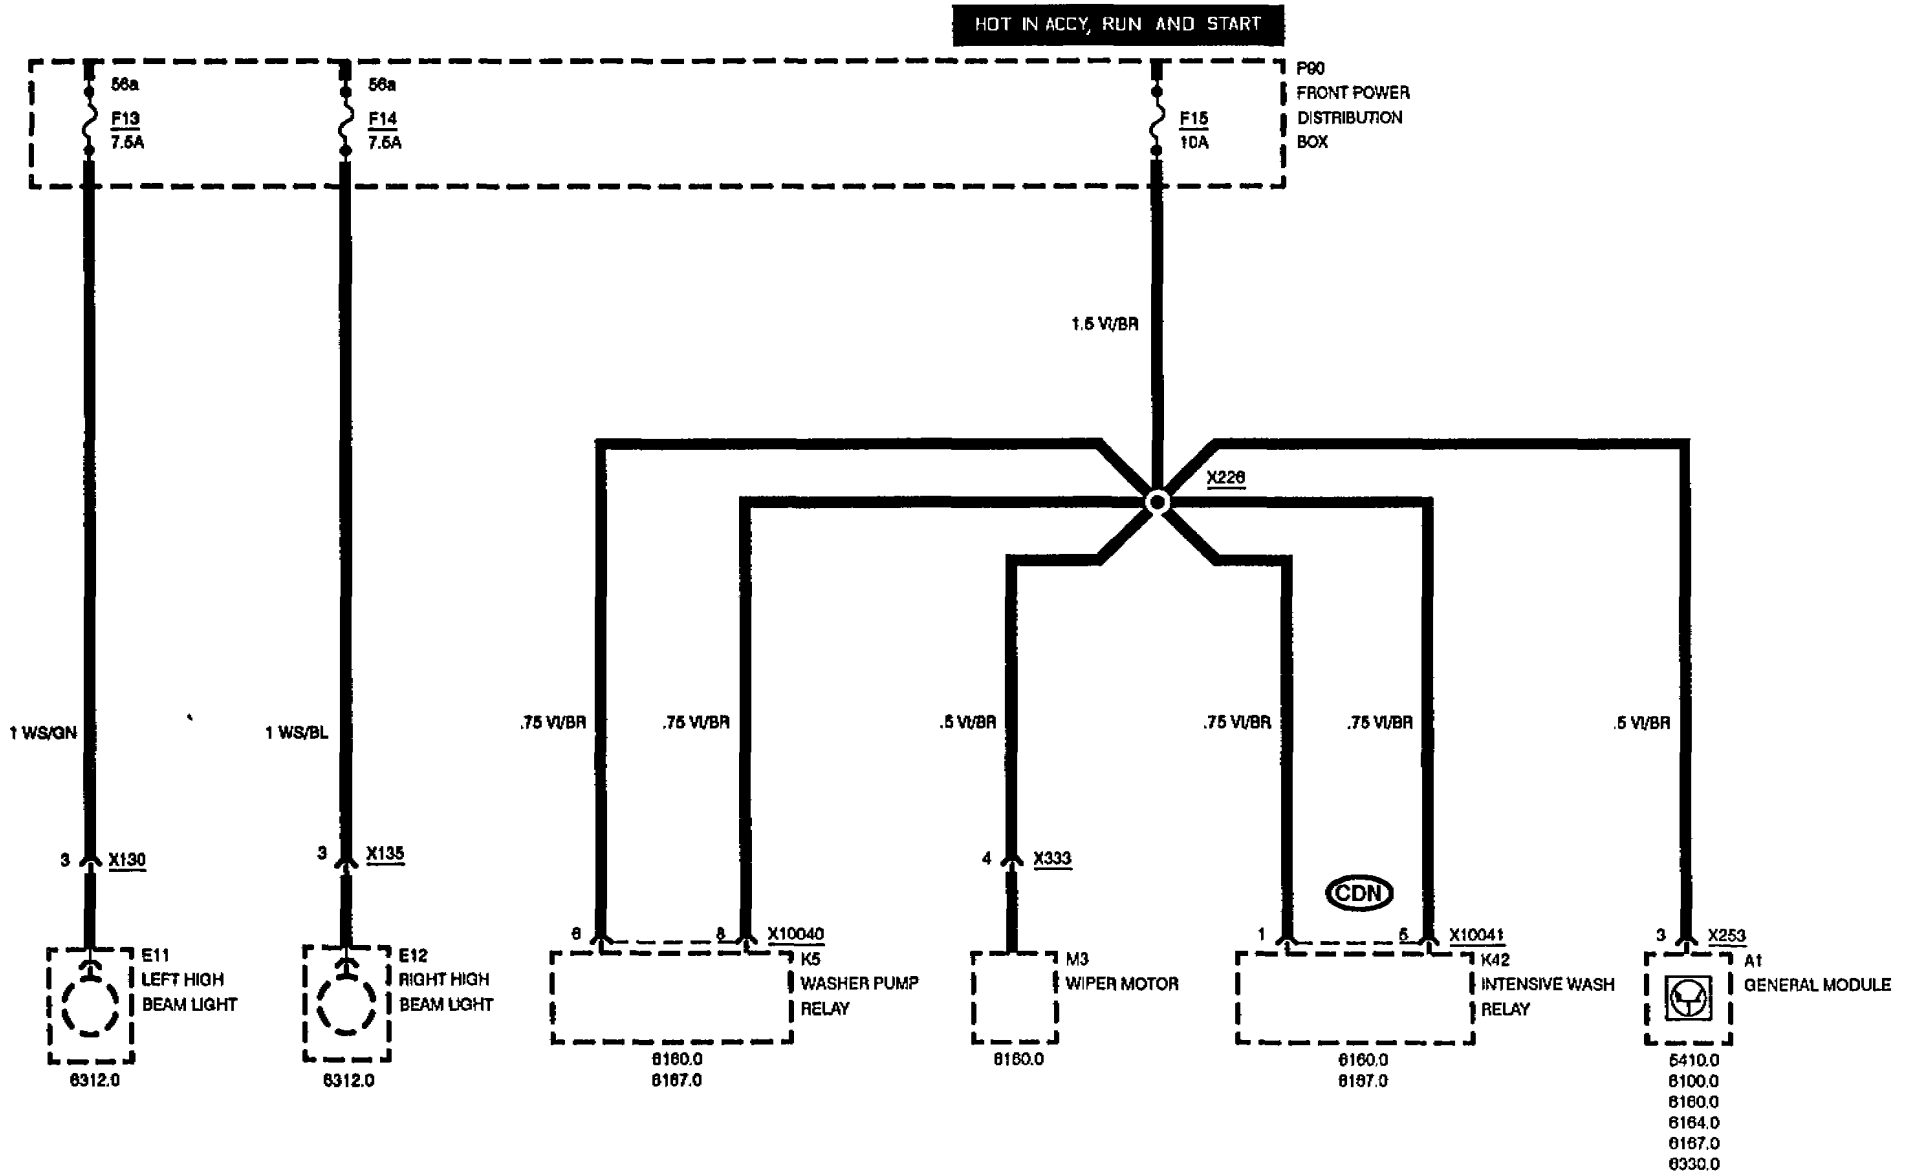 HOT IN ACCY, RUN AND START
P90
FRONT POWER
DISTRIBUTION
BOX
56a
F13
7.5A
56a
F14
7.5A
F15
10A
1.5 VI/BR
X226
1 WS/GN
1 WS/BL
.75 VI/BR
.75 VI/BR
.5 VI/BR
.75 VI/BR
.75 VI/BR
.5 VI/BR
3
X130
3
X135
4
X333
CDN
6
8
X10040
1
5
X10041
3
X253
E11
LEFT HIGH
BEAM LIGHT
E12
RIGHT HIGH
BEAM LIGHT
K5
WASHER PUMP
RELAY
M3
WIPER MOTOR
K42
INTENSIVE WASH
RELAY
A1
GENERAL MODULE
6312.0
6312.0
6160.0
6167.0
6160.0
6160.0
6167.0
5410.0
6100.0
6160.0
6164.0
6167.0
6330.0